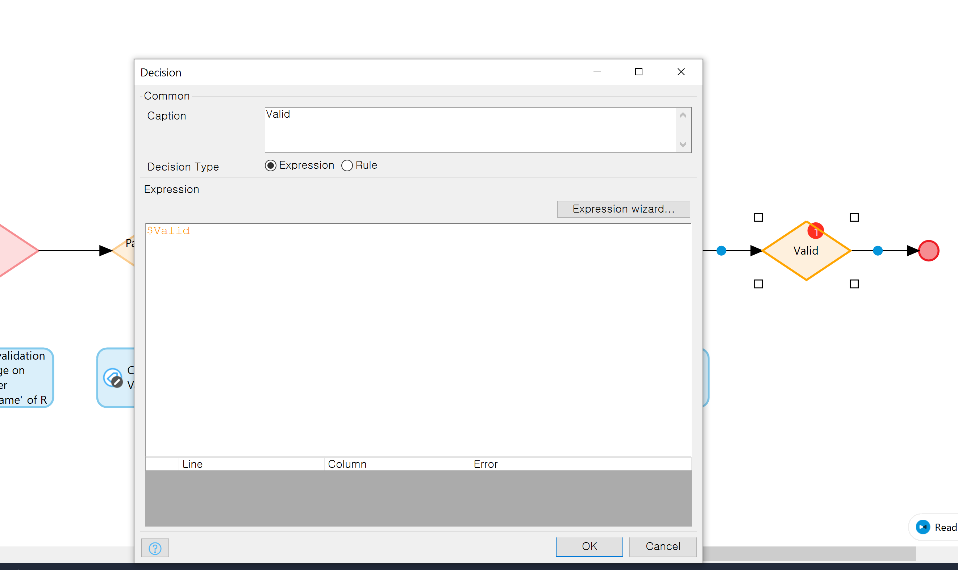 Decision
Common
Caption
Valid
Decision Type
Expression
Rule
Expression
Expression wizard...
$Valid
Line
Column
Error
OK
Cancel
Pa
Valid
1
alidation
ge on
er
ame' of R
C
V
Read